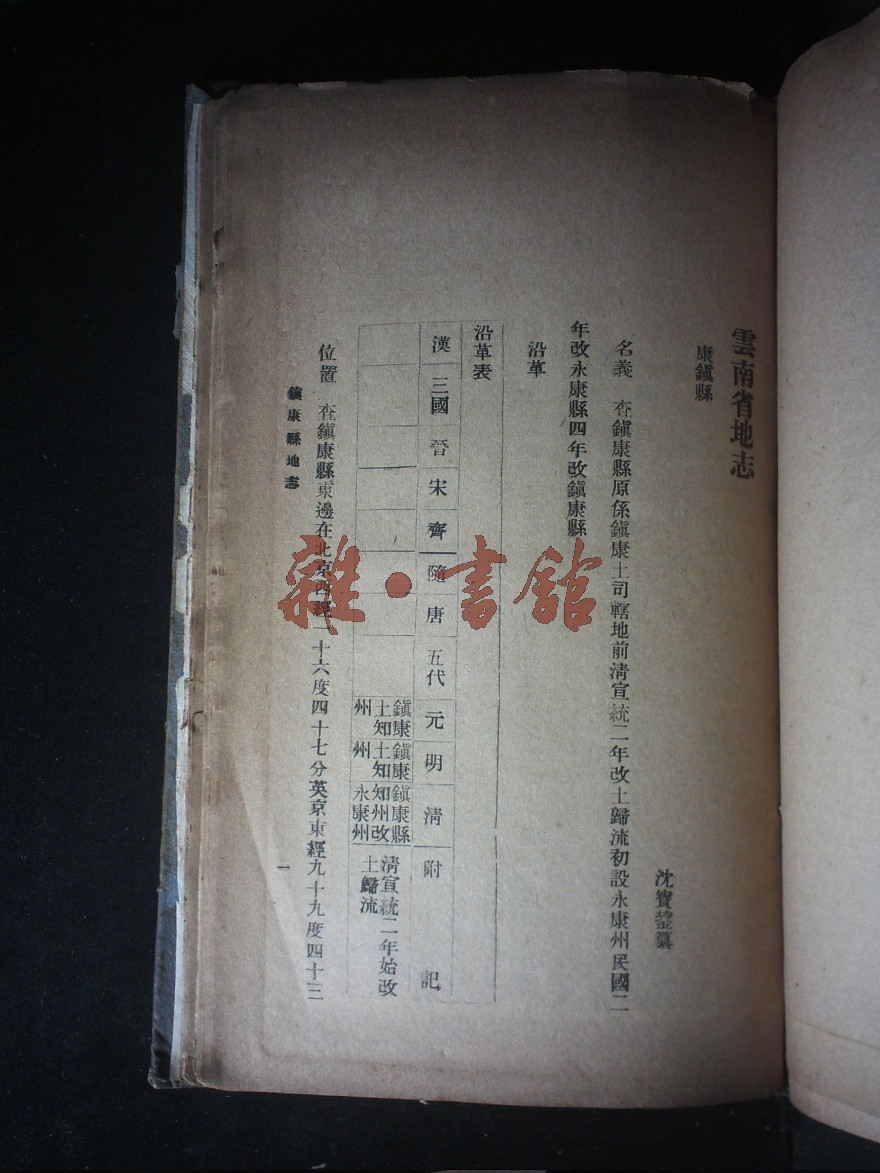 雲南省地志
康鎭縣
沈寶鋆纂
名義 查鎭康縣原係鎭康土司轄地前淸宣統二年改土歸流初設永康州民國二
年改永康縣四年改鎭康縣
沿革
沿革表
漢 三國 晉 宋 齊 隨 唐 五代 元 明 淸 附 記
鎭康土知州 鎭康土知州 鎭康縣知州改永康州 淸宣統二年始改土歸流
位置 查鎭康縣東邊在北京西經十六度四十七分英京東經九十九度四十三
鎭康縣地志
一
雜·書館